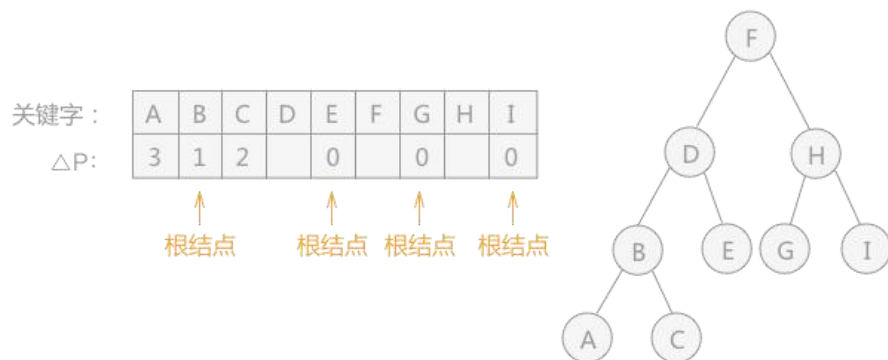 关键字： A B C D E F G H I
△P: 3 1 2 0 0 0
根结点 根结点 根结点 根结点
F
D H
B E G I
A C